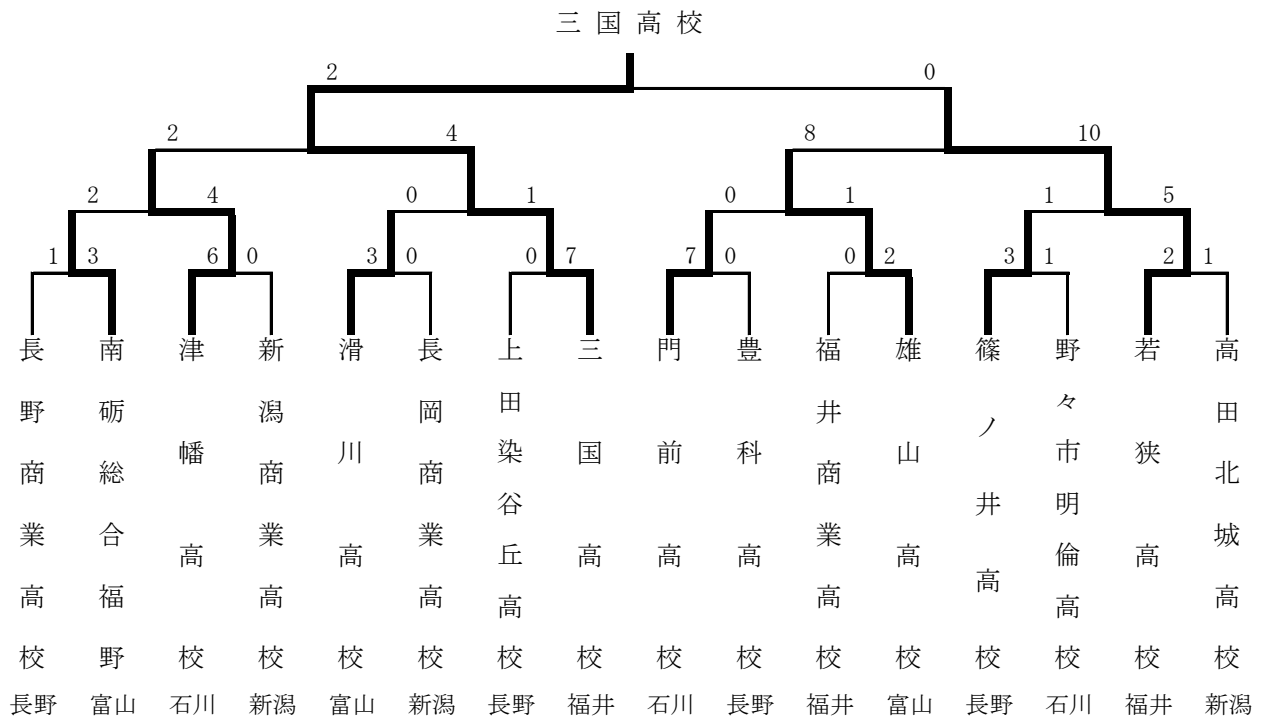 三国高校
2 0
2 4 8 10
2 4 0 1 0 1 1 5
1 3 6 0 3 0 0 7 7 0 0 2 3 1 2 1
長野商業高校
南砺総合福野
津幡高校
新潟商業高校
滑川高校
長岡商業高校
上田染谷丘高校
三国高校
門前高校
豊科高校
福井商業高校
雄山高校
篠ノ井高校
野々市明倫高校
若狭高校
高田北城高校
長野 富山 石川 新潟 富山 新潟 長野 福井 石川 長野 福井 富山 長野 石川 福井 新潟